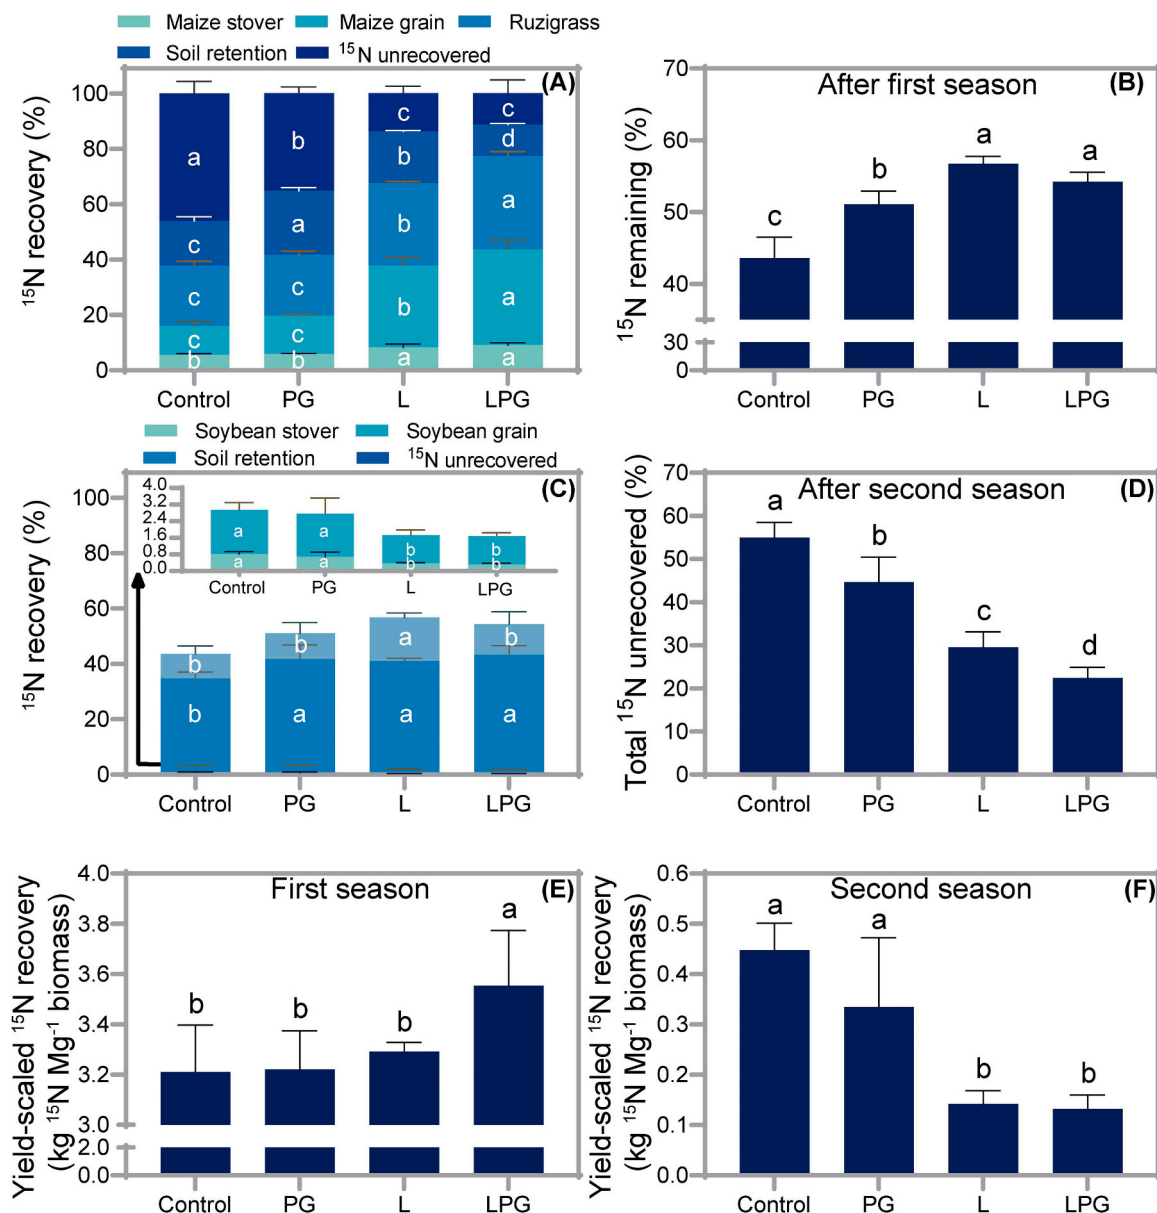 Maize stover Maize grain Ruzigrass
Soil retention ¹⁵N unrecovered
(A)
¹⁵N recovery (%)
100
80
60
40
20
0
a b c c
c a b d
c c b a
c c b a
b b a a
Control PG L LPG
After first season (B)
¹⁵N remaining (%)
70
60
50
40
30
0
c b a a
Control PG L LPG
Soybean stover Soybean grain
Soil retention ¹⁵N unrecovered
(C)
¹⁵N recovery (%)
100
80
60
40
20
0
4.0
3.2
2.4
1.6
0.8
0.0
a a b b
a a b b
Control PG L LPG
b b a b
b a a a
Control PG L LPG
After second season (D)
Total ¹⁵N unrecovered (%)
70
60
50
40
30
20
10
0
a b c d
Control PG L LPG
First season (E)
Yield-scaled ¹⁵N recovery
(kg ¹⁵N Mg⁻¹ biomass)
4.0
3.8
3.6
3.4
3.2
3.0
2.0
0.0
b b b a
Control PG L LPG
Second season (F)
Yield-scaled ¹⁵N recovery
(kg ¹⁵N Mg⁻¹ biomass)
0.6
0.5
0.4
0.3
0.2
0.1
0.0
a a b b
Control PG L LPG